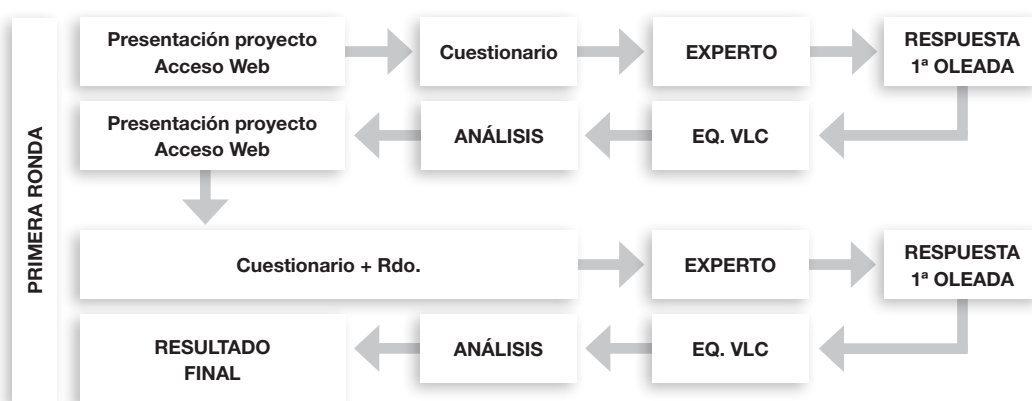 PRIMERA RONDA
Presentación proyecto
Acceso Web
Cuestionario
EXPERTO
RESPUESTA
1ª OLEADA
Presentación proyecto
Acceso Web
ANÁLISIS
EQ. VLC
Cuestionario + Rdo.
EXPERTO
RESPUESTA
1ª OLEADA
RESULTADO
FINAL
ANÁLISIS
EQ. VLC